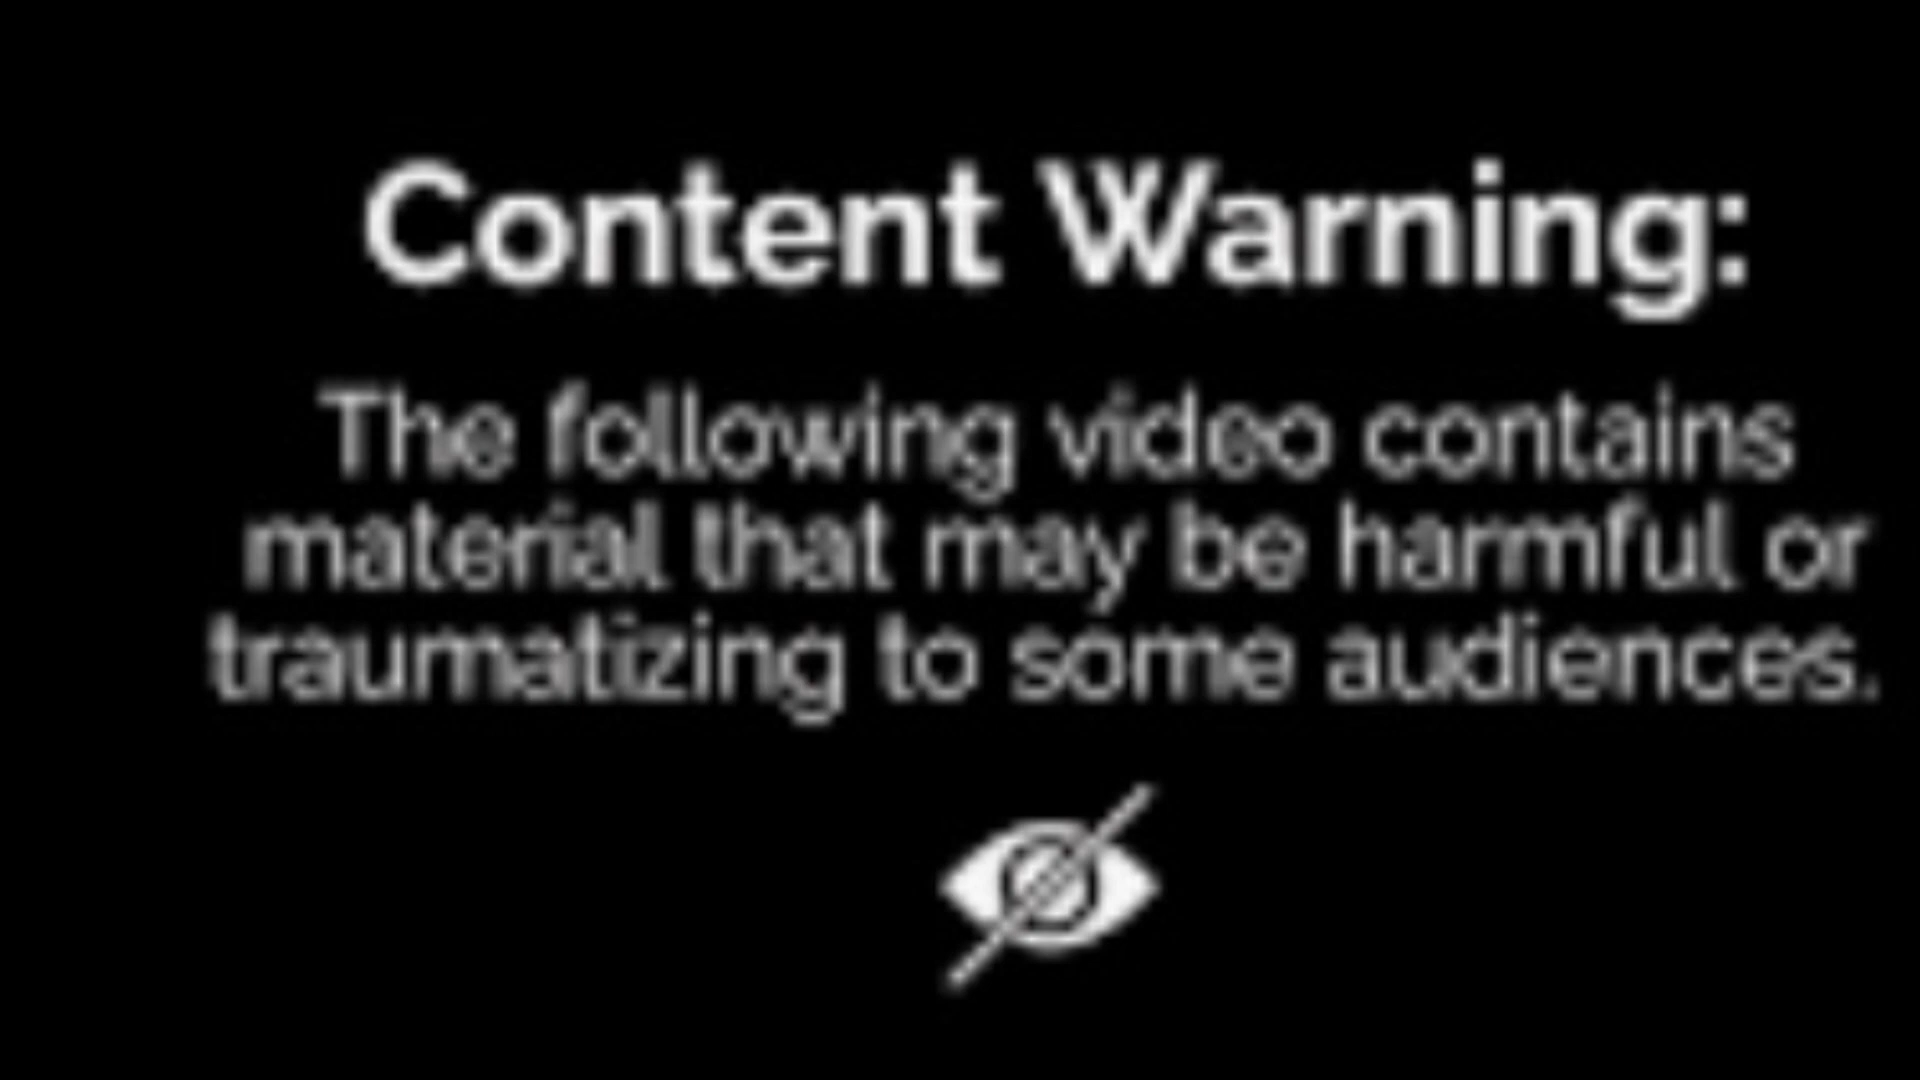 Content Warning:
The following video contains
material that may be harmful or
traumatizing to some audiences.